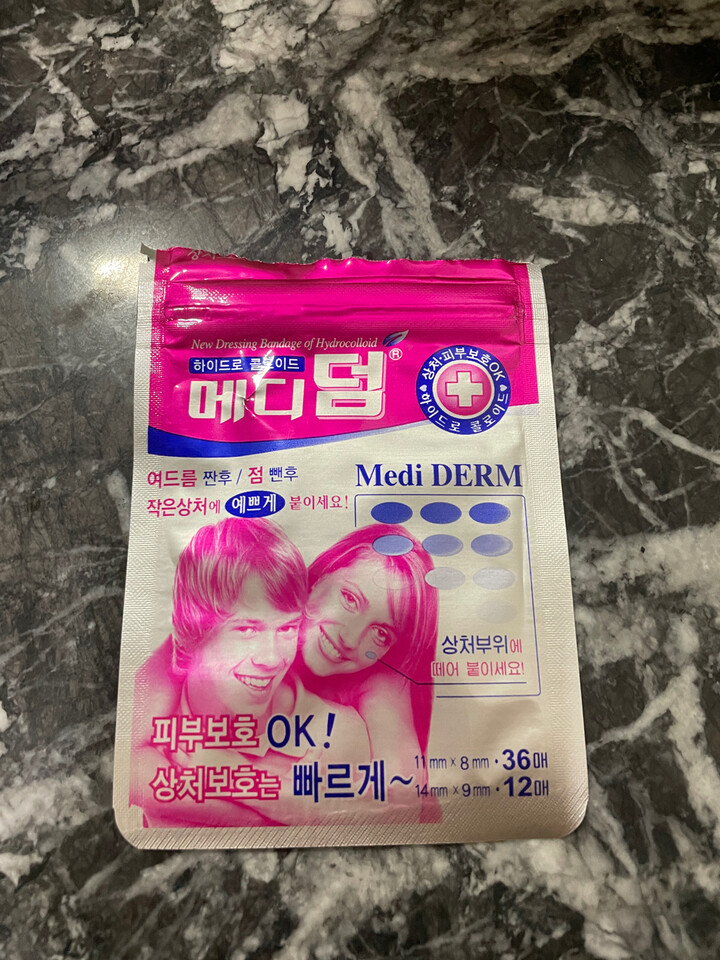 New Dressing Bandage of Hydrocolloid
하이드로 콜로이드
메디덤®
상처·피부보호OK
하이드로 콜로이드
여드름 짠후 / 점 뺀후
작은상처에 예쁘게 붙이세요!
Medi DERM
상처부위에
떼어 붙이세요!
피부보호 OK!
상처보호는 빠르게~
11mm x 8mm · 36매
14mm x 9mm · 12매